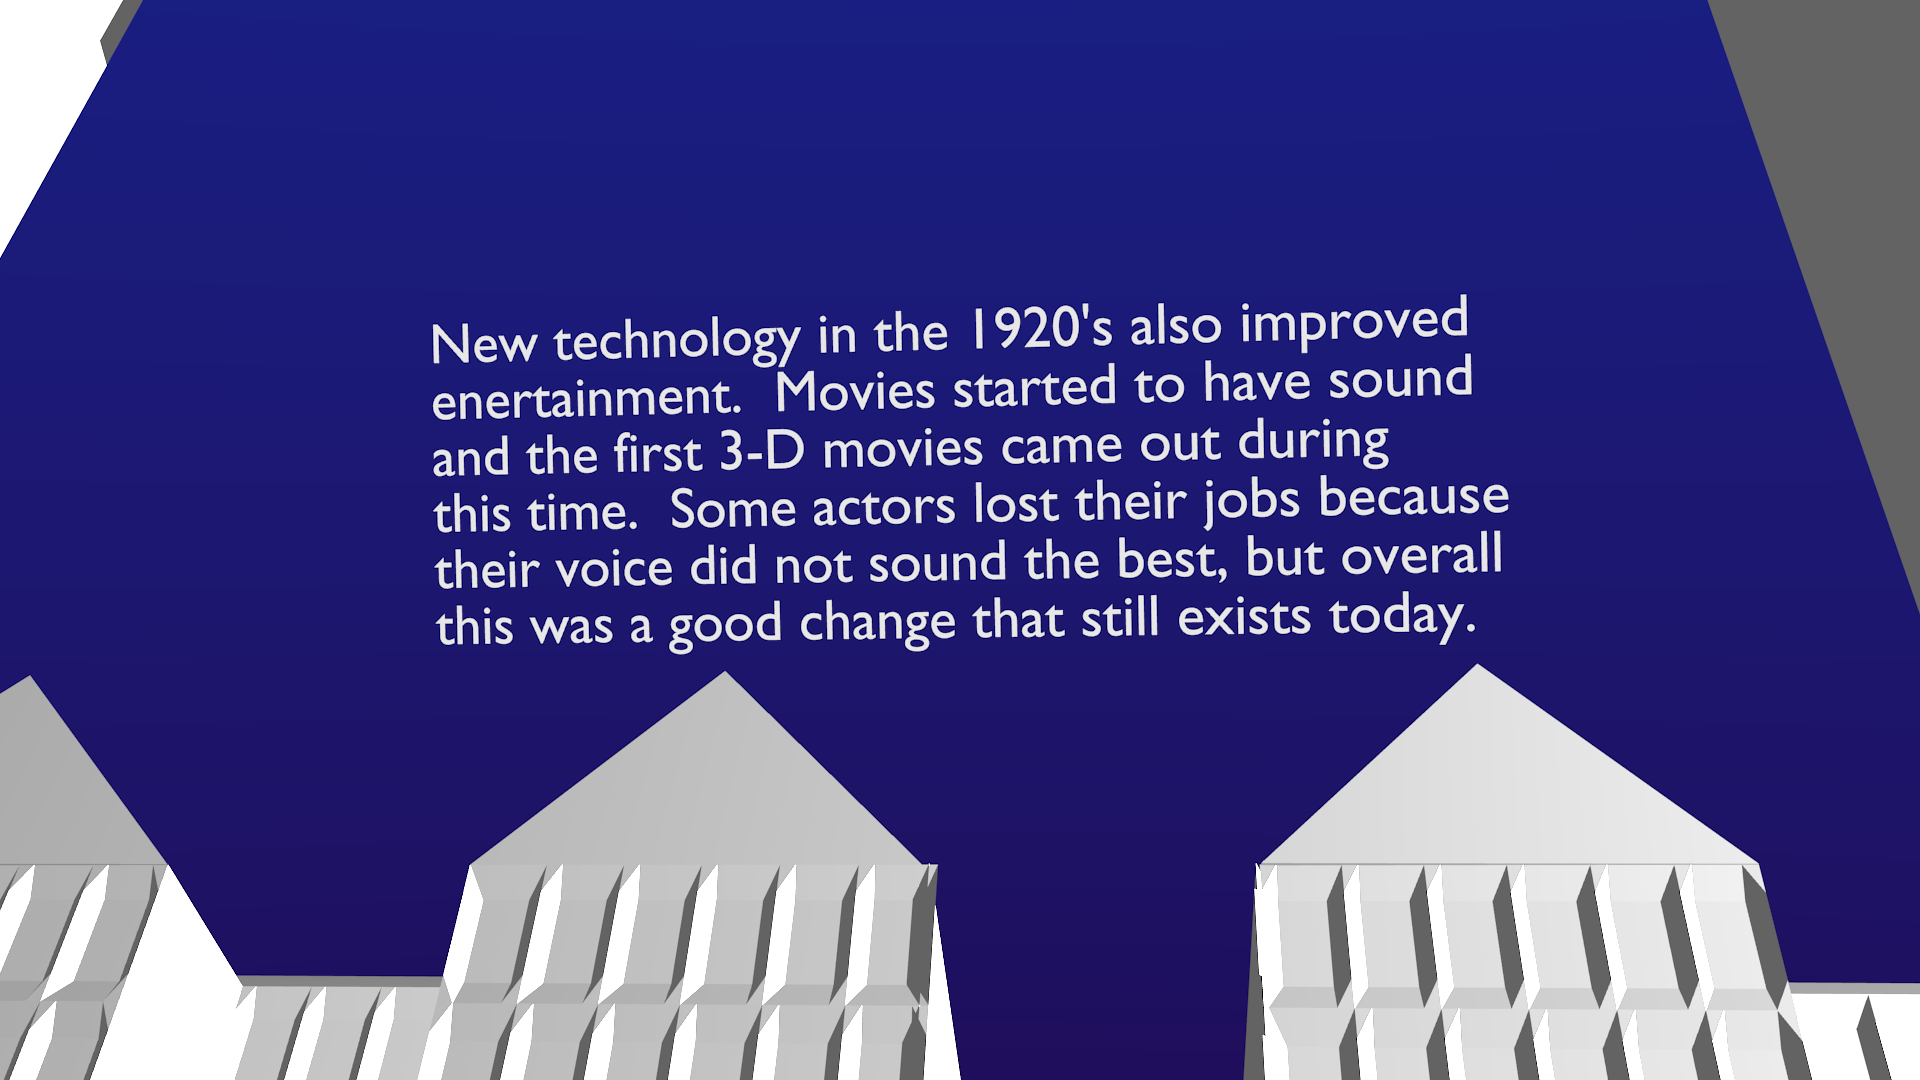 New technology in the 1920's also improved
enertainment.  Movies started to have sound
and the first 3-D movies came out during
this time.  Some actors lost their jobs because
their voice did not sound the best, but overall
this was a good change that still exists today.